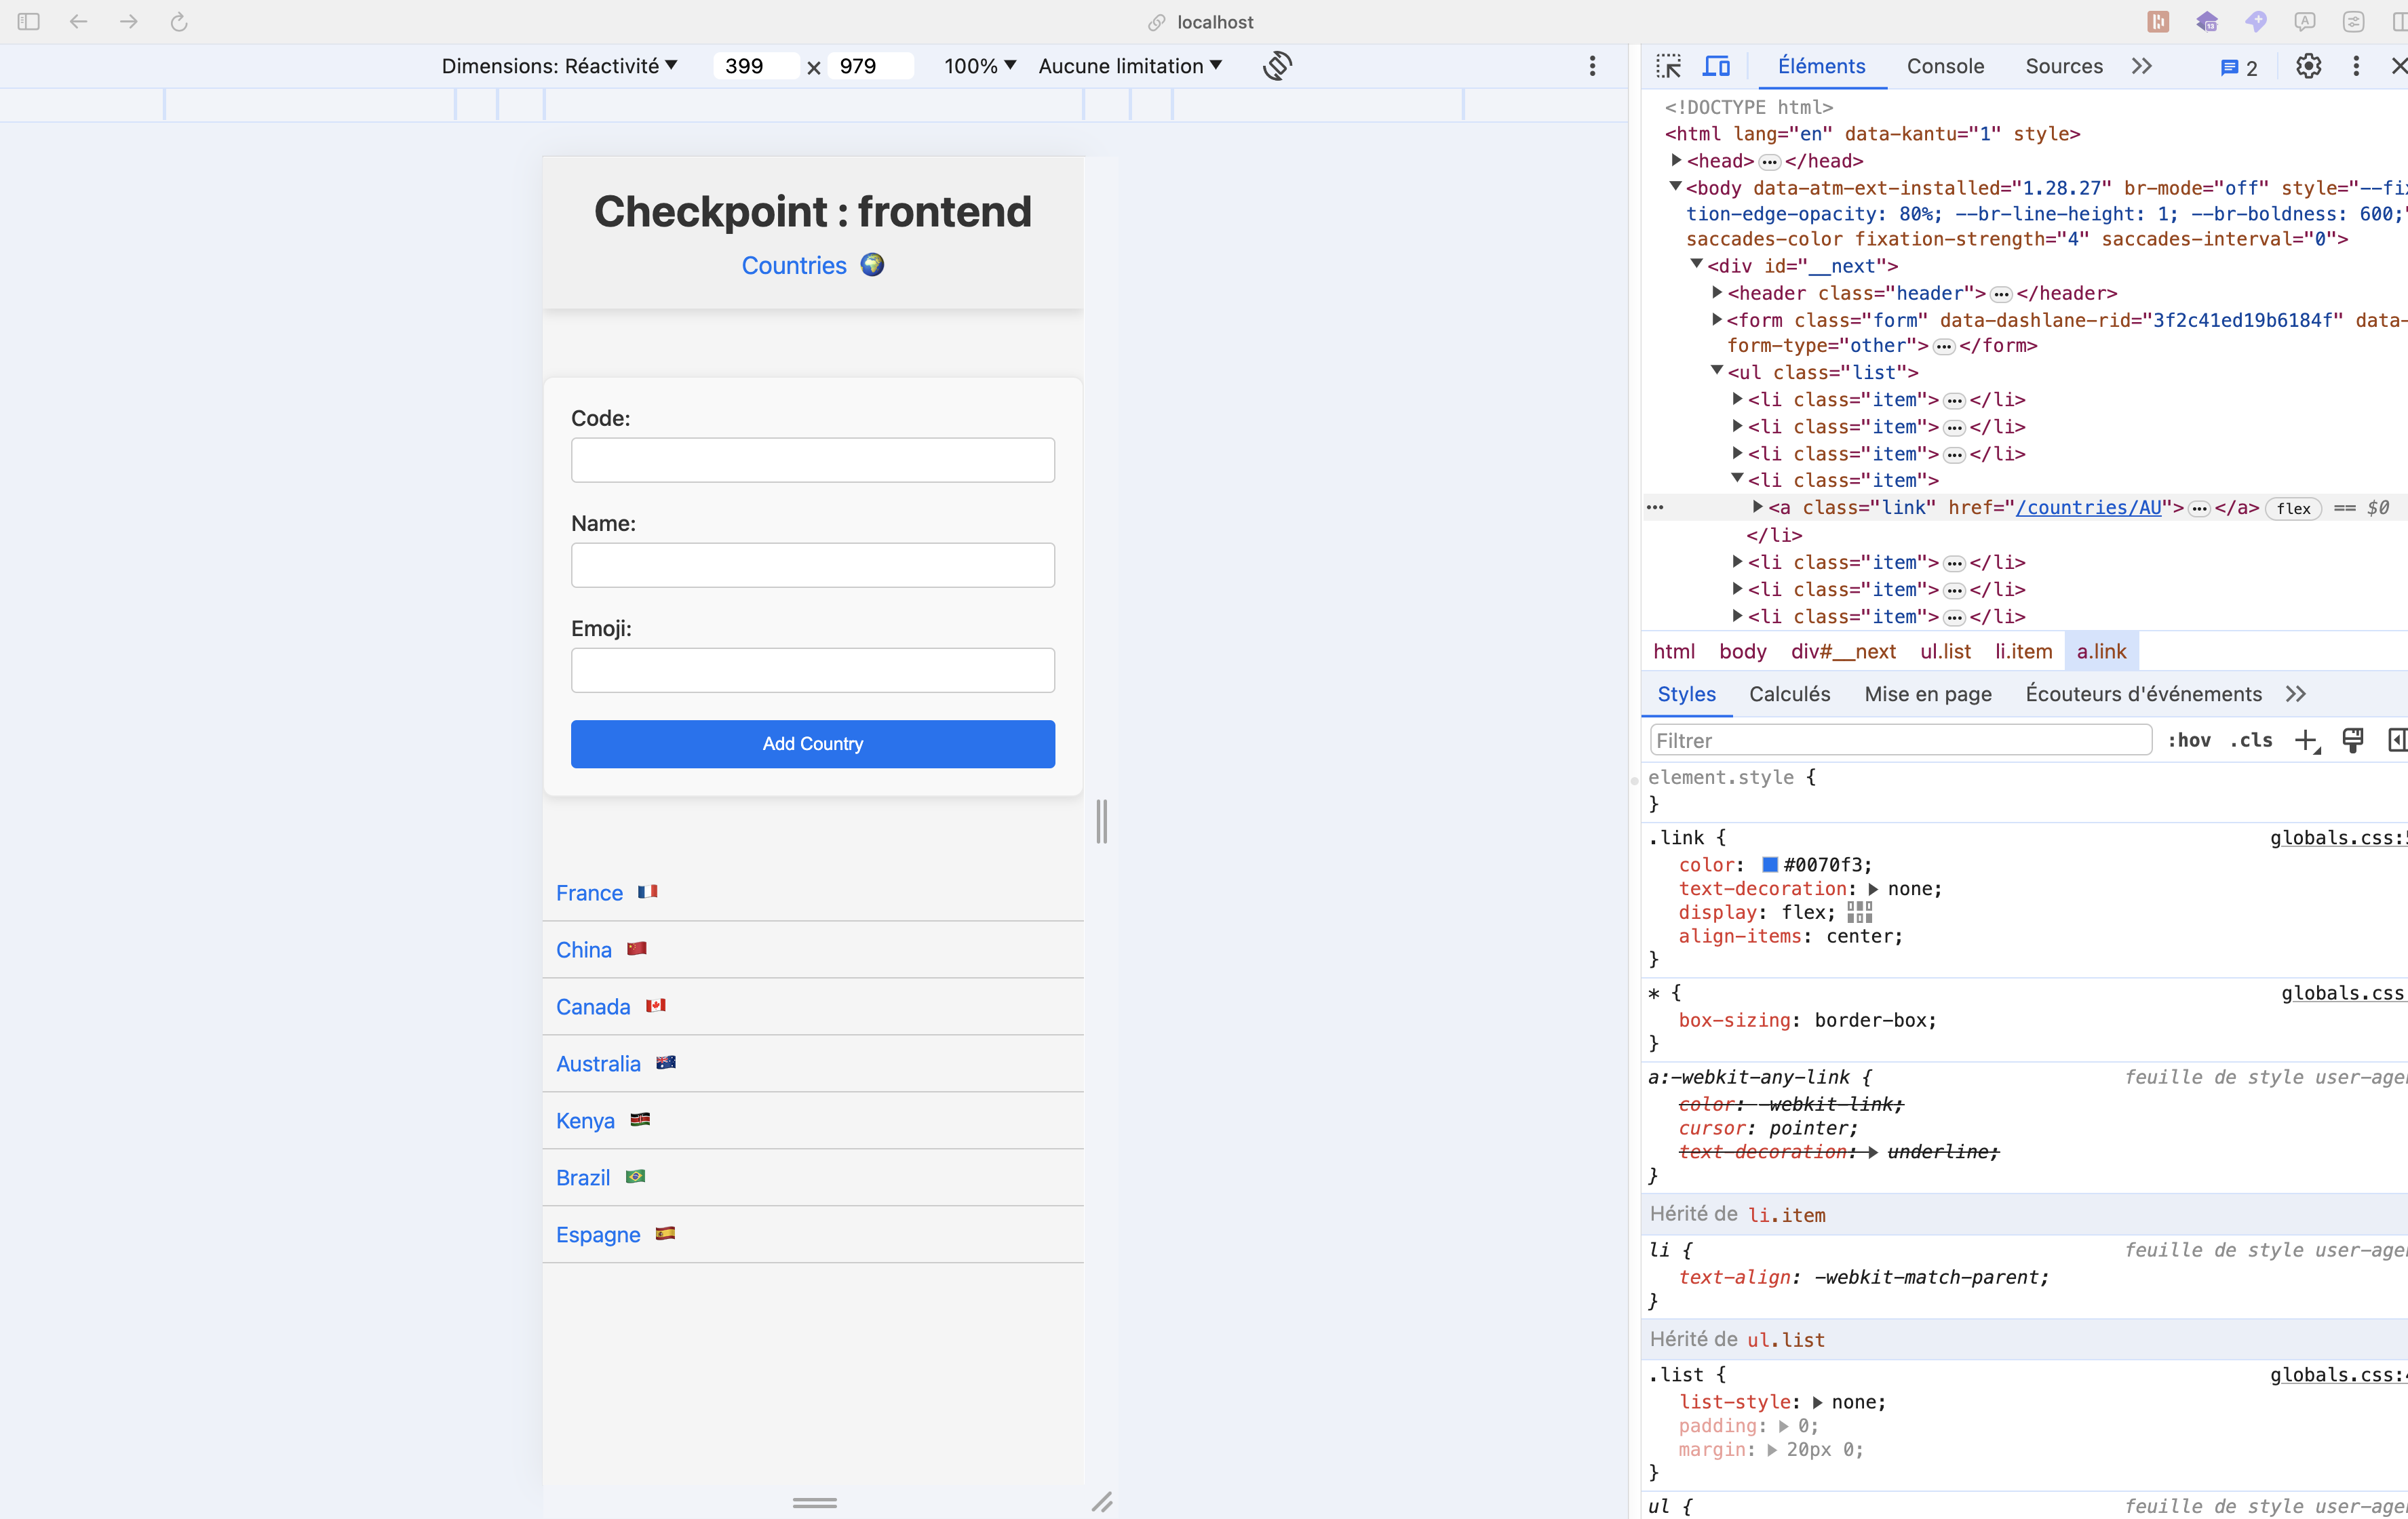 localhost
Dimensions: Réactivité ▼ 399 x 979 100% ▼ Aucune limitation ▼
Éléments Console Sources 2
Checkpoint : frontend
Countries 🌍
Code:
Name:
Emoji:
Add Country
France 🇫🇷
China 🇨🇳
Canada 🇨🇦
Australia 🇦🇺
Kenya 🇰🇪
Brazil 🇧🇷
Espagne 🇪🇸
<!DOCTYPE html>
<html lang="en" data-kantu="1" style>
<head> ••• </head>
<body data-atm-ext-installed="1.28.27" br-mode="off" style="--fix
tion-edge-opacity: 80%; --br-line-height: 1; --br-boldness: 600;"
saccades-color fixation-strength="4" saccades-interval="0">
<div id="__next">
<header class="header"> ••• </header>
<form class="form" data-dashlane-rid="3f2c41ed19b6184f" data-
form-type="other"> ••• </form>
<ul class="list">
<li class="item"> ••• </li>
<li class="item"> ••• </li>
<li class="item"> ••• </li>
<li class="item">
••• <a class="link" href="/countries/AU"> ••• </a> flex == $0
</li>
<li class="item"> ••• </li>
<li class="item"> ••• </li>
<li class="item"> ••• </li>
html body div#__next ul.list li.item a.link
Styles Calculés Mise en page Écouteurs d'événements
Filtrer :hov .cls
element.style {
}
.link { globals.css:
color: #0070f3;
text-decoration: none;
display: flex;
align-items: center;
}
* { globals.css
box-sizing: border-box;
}
a:-webkit-any-link { feuille de style user-age
color: -webkit-link;
cursor: pointer;
text-decoration: underline;
}
Hérité de li.item
li { feuille de style user-age
text-align: -webkit-match-parent;
}
Hérité de ul.list
.list { globals.css:
list-style: none;
padding: 0;
margin: 20px 0;
}
ul { feuille de style user-age